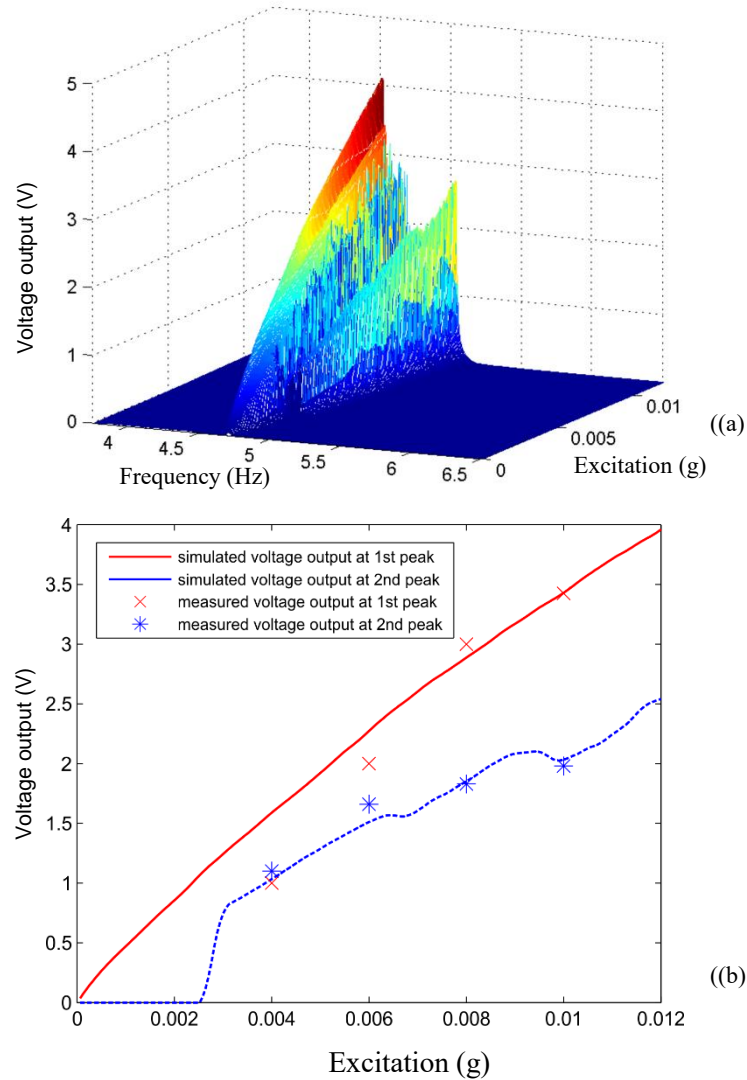 5
4
3
2
1
0
Voltage output (V)
4
4.5
5
5.5
6
6.5
Frequency (Hz)
0
0.005
0.01
Excitation (g)
((a)
4
3.5
3
2.5
2
1.5
1
0.5
0
Voltage output (V)
simulated voltage output at 1st peak
simulated voltage output at 2nd peak
measured voltage output at 1st peak
measured voltage output at 2nd peak
0 0.002 0.004 0.006 0.008 0.01 0.012
Excitation (g)
((b)